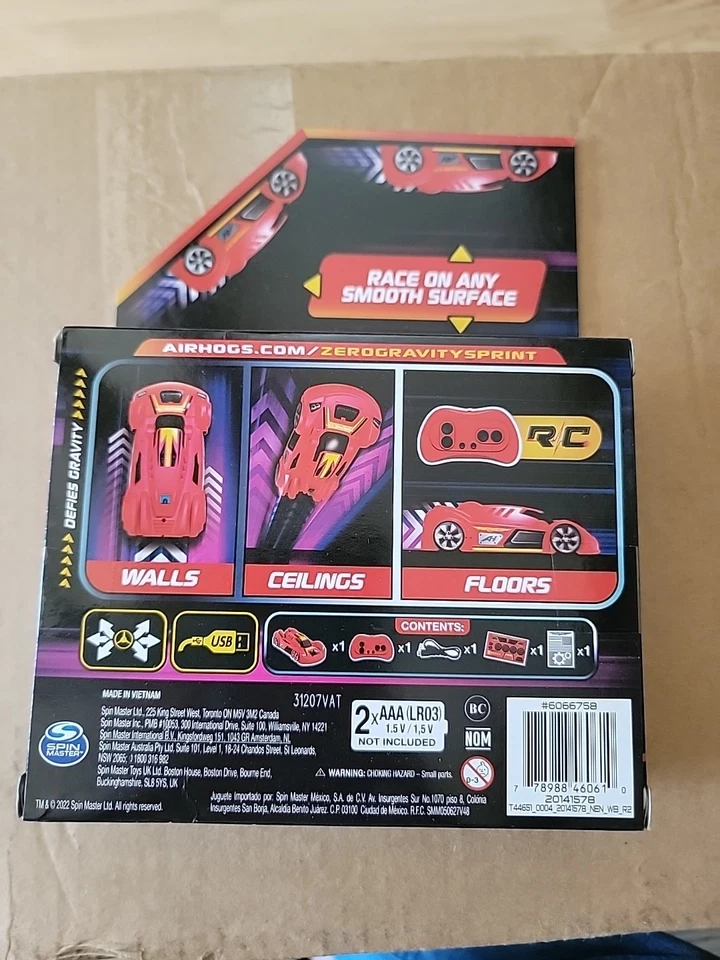 RACE ON ANY
SMOOTH SURFACE
AIRHOGS.COM/ZEROGRAVITYSPRINT
DEFIES GRAVITY
R/C
WALLS
CEILINGS
FLOORS
USB
CONTENTS:
x1
x1
x1
x1
x1
MADE IN VIETNAM
31207VAT
Spin Master Ltd., 225 King Street West, Toronto ON M5V 3M2 Canada
Spin Master Inc., PMB #10053, 300 International Drive, Suite 100, Williamsville, NY 14221
Spin Master International B.V., Kingsfordweg 151, 1043 GR Amsterdam, NL
Spin Master Australia Pty Ltd, Suite 101, Level 1, 18-24 Chandos Street, St Leonards,
NSW 2065; 11 800 315 982
Spin Master Toys UK Ltd. Boston House, Boston Drive, Bourne End,
Buckinghamshire, SL8 5YS, UK
SPIN
MASTER
2xAAA (LR03)
1.5 V / 1,5 V
NOT INCLUDED
BC
NOM
WARNING: CHOKING HAZARD – Small parts.
0-3
Juguete Importado por: Spin Master México, S.A. de C.V. Av. Insurgentes Sur No.1070 piso 8, Colonia
Insurgentes San Borja, Alcaldía Benito Juárez. C.P. 03100 Ciudad de México. R.F.C. SMM050627V48
TM & © 2022 Spin Master Ltd. All rights reserved.
#6066758
7 78988 46061 0
20141578
T44651_0004_20141578_NEN_WB_R2